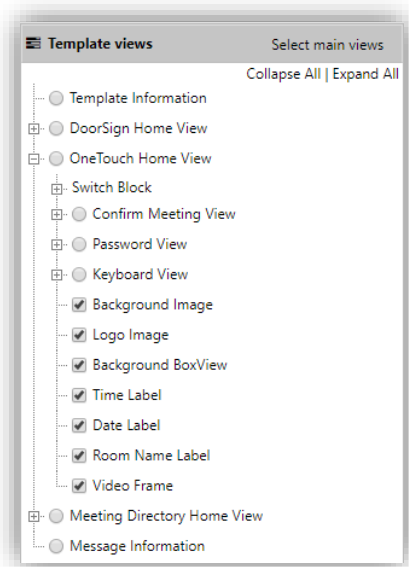 Template views Select main views
Collapse All | Expand All
Template Information
DoorSign Home View
OneTouch Home View
Switch Block
Confirm Meeting View
Password View
Keyboard View
Background Image
Logo Image
Background BoxView
Time Label
Date Label
Room Name Label
Video Frame
Meeting Directory Home View
Message Information